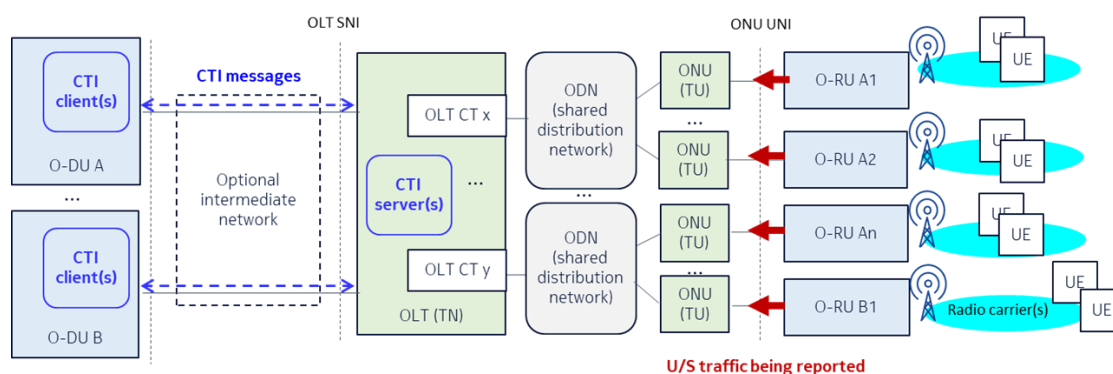 OLT SNI
ONU UNI
CTI
client(s)
O-DU A
...
CTI
client(s)
O-DU B
CTI messages
Optional
intermediate
network
OLT CT x
CTI
server(s)
...
OLT CT y
OLT (TN)
ODN
(shared
distribution
network)
...
ODN
(shared
distribution
network)
ONU
(TU)
...
ONU
(TU)
ONU
(TU)
...
ONU
(TU)
O-RU A1
O-RU A2
O-RU An
O-RU B1
UE
UE
UE
UE
UE
UE
UE
UE
Radio carrier(s)
U/S traffic being reported